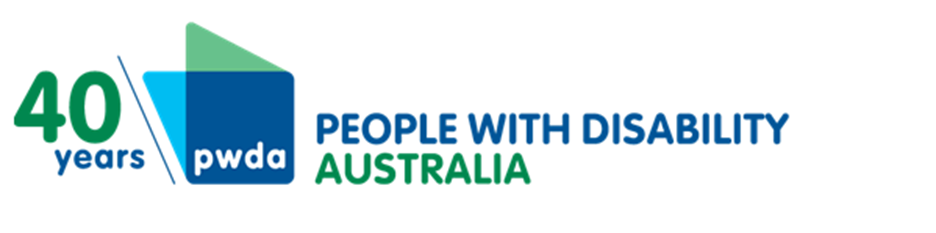 40
years
pwda
PEOPLE WITH DISABILITY
AUSTRALIA